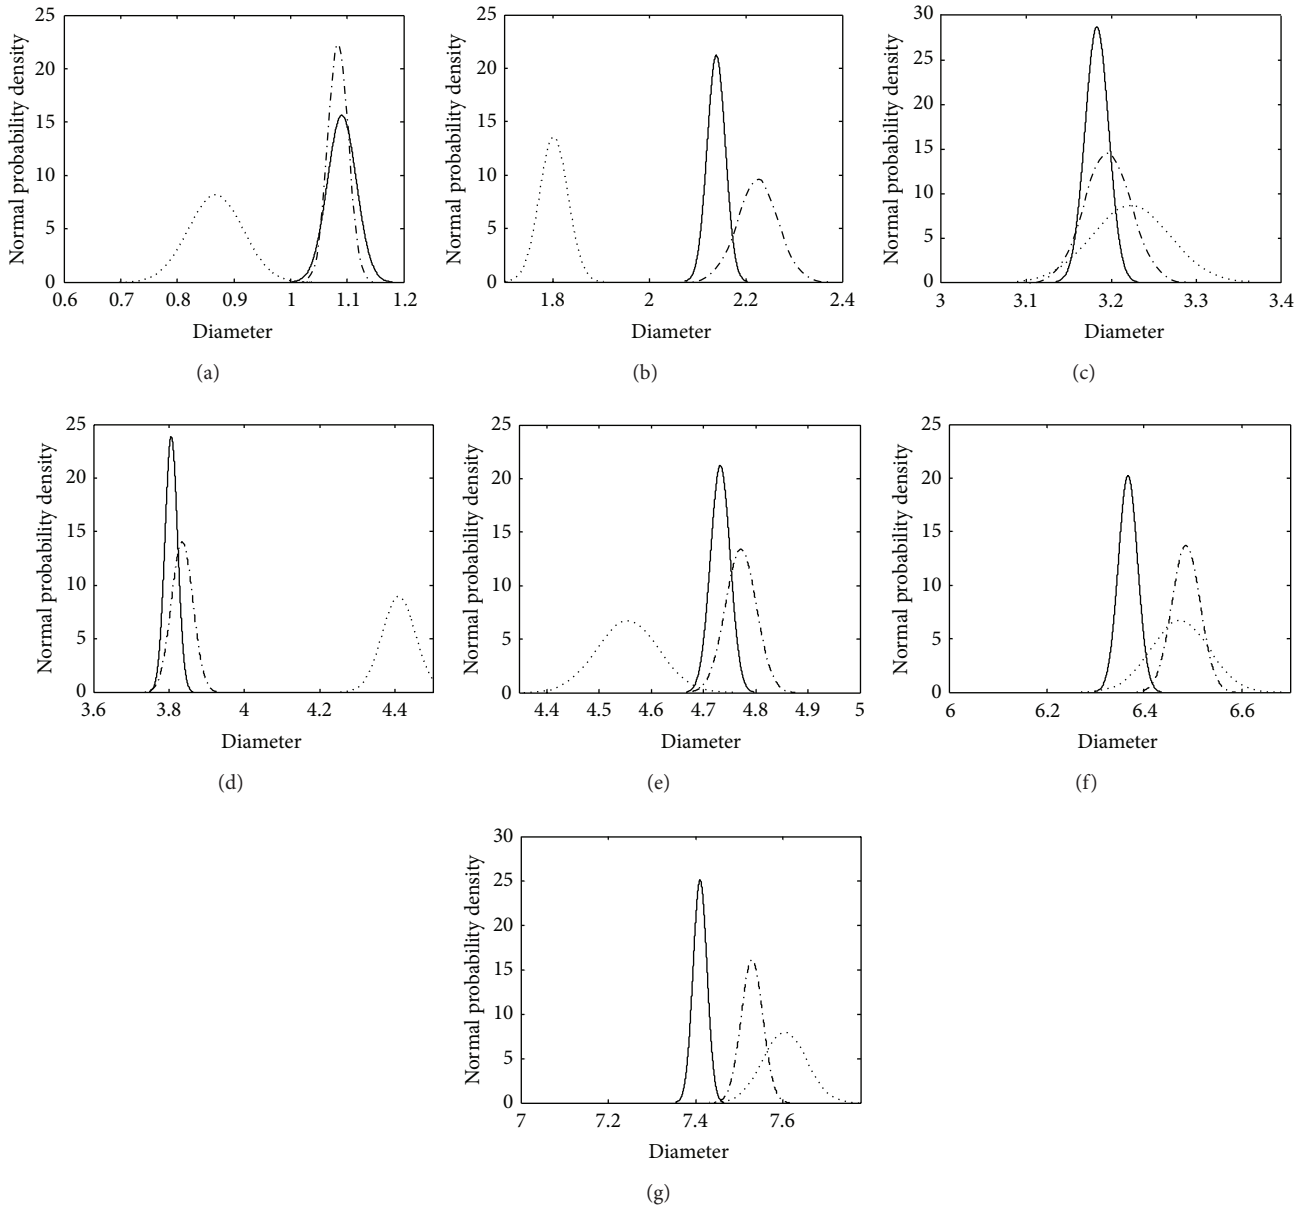 Normal probability density
25
20
15
10
5
0
0.6 0.7 0.8 0.9 1 1.1 1.2
Diameter
(a)
Normal probability density
25
20
15
10
5
0
1.8 2 2.2 2.4
Diameter
(b)
Normal probability density
30
25
20
15
10
5
0
3 3.1 3.2 3.3 3.4
Diameter
(c)
Normal probability density
25
20
15
10
5
0
3.6 3.8 4 4.2 4.4
Diameter
(d)
Normal probability density
25
20
15
10
5
0
4.4 4.5 4.6 4.7 4.8 4.9 5
Diameter
(e)
Normal probability density
25
20
15
10
5
0
6 6.2 6.4 6.6
Diameter
(f)
Normal probability density
30
25
20
15
10
5
0
7 7.2 7.4 7.6
Diameter
(g)